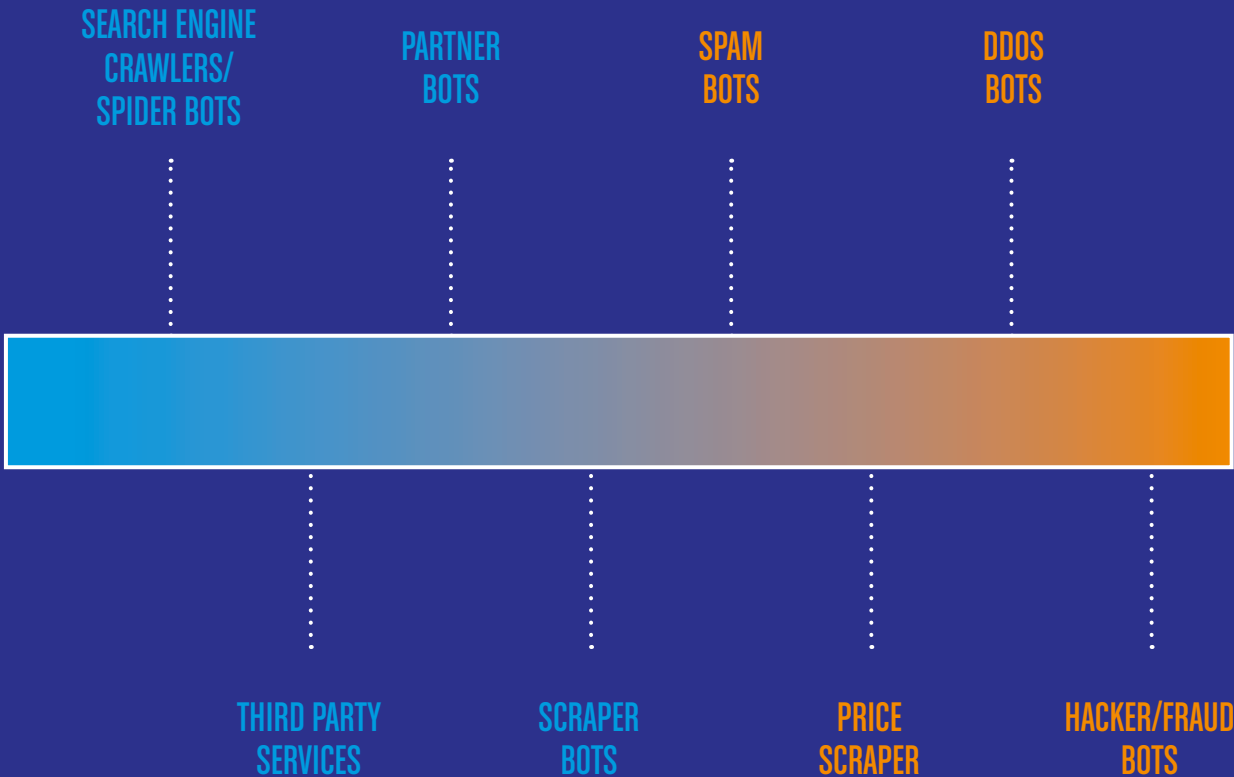 SEARCH ENGINE
CRAWLERS/
SPIDER BOTS
PARTNER
BOTS
SPAM
BOTS
DDOS
BOTS
THIRD PARTY
SERVICES
SCRAPER
BOTS
PRICE
SCRAPER
HACKER/FRAUD
BOTS